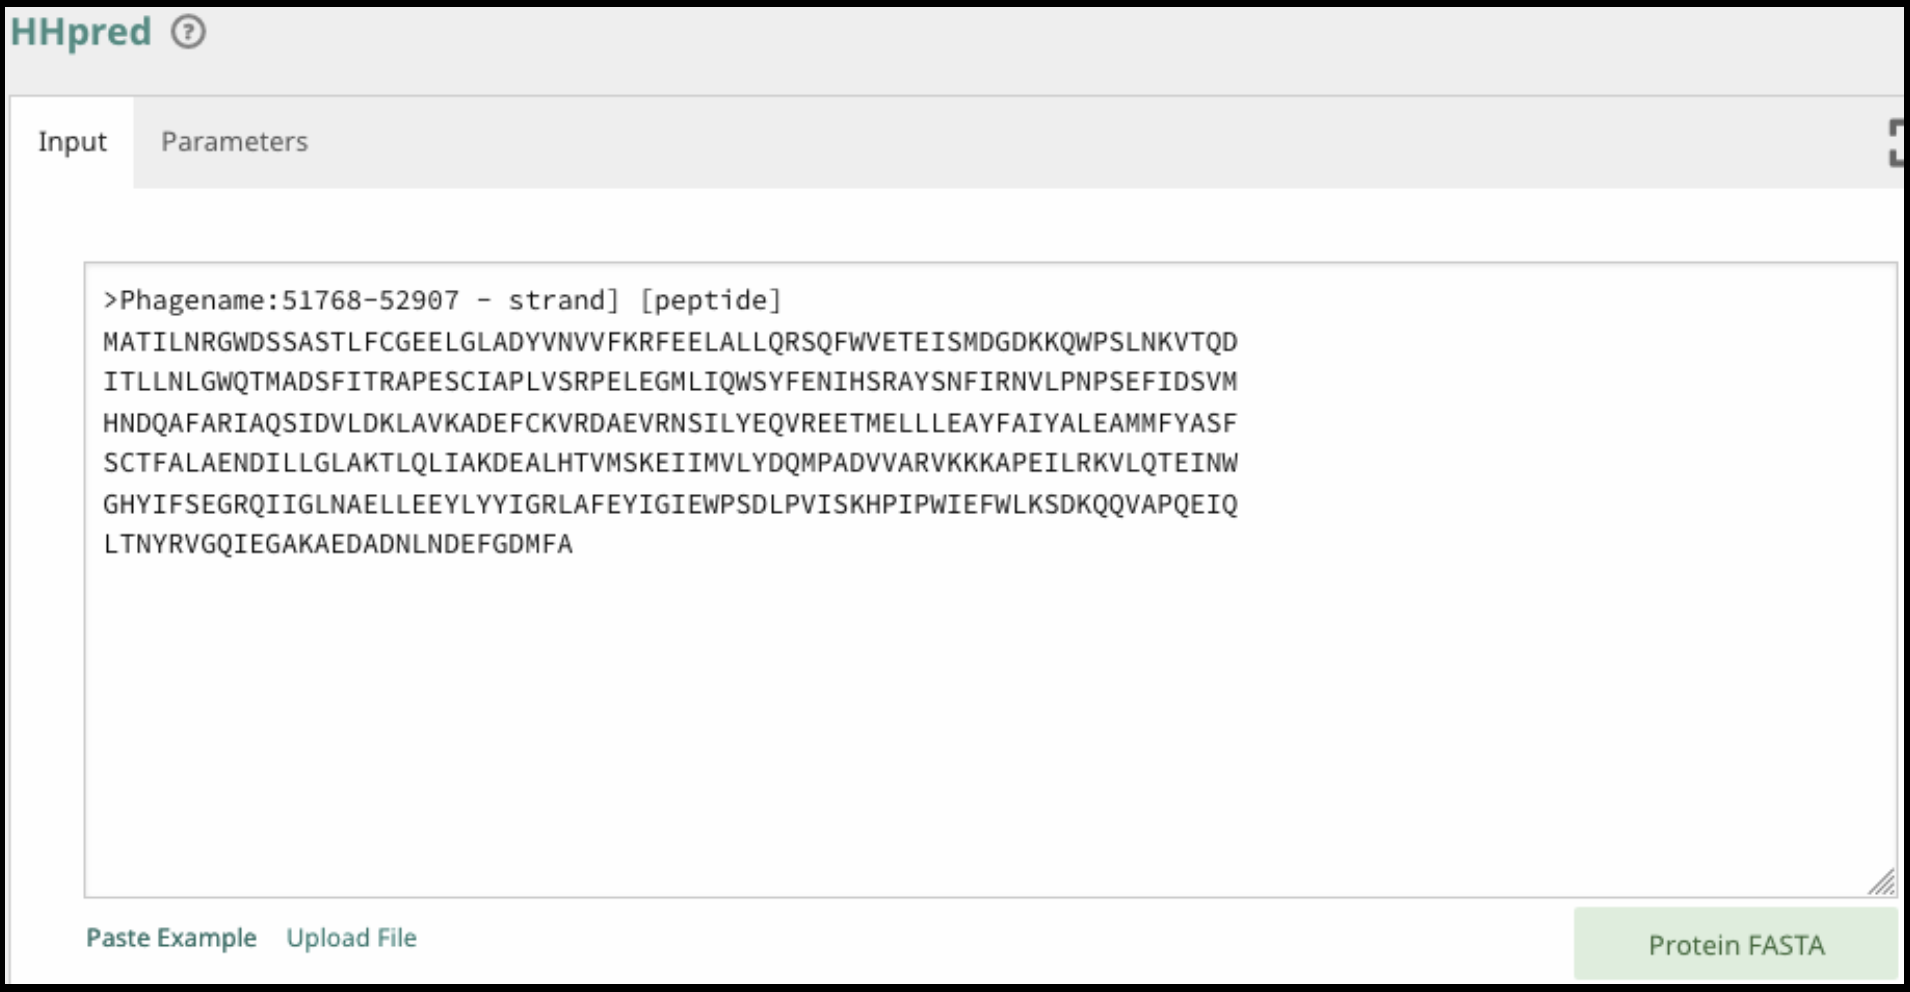 HHpred ?
Input Parameters
>Phagename:51768-52907 - strand] [peptide]
MATILNRGWDSSASTLFCGEELGLADYVNVVFKRFEELALLQRSQFWVETEISMDGDKKQWPSLNKVTQD
ITLLNLGWQTMADSFITRAPESCIAPLVSRPELEGMLIQWSYFENIHSRAYSNFIRNVLPNPSEFIDSVM
HNDQAFARIAQSIDVLDKLAVKADEFCKVRDAEVRNSILYEQVREETMELLLEAYFAIYALEAMMFYASF
SCTFALAENDILLGLAKTLQLIAKDEALHTVMSKEIIMVLYDQMPADVVARVKKKAPEILRKVLQTEINW
GHYIFSEGRQIIGLNAELLEEYLYYIGRLAFEYIGIEWPSDLPVISKHPIPWIEFWLKSDKQQVAPQEIQ
LTNYRVGQIEGAKAEDADNLNDEFGDMFA
Paste Example Upload File
Protein FASTA